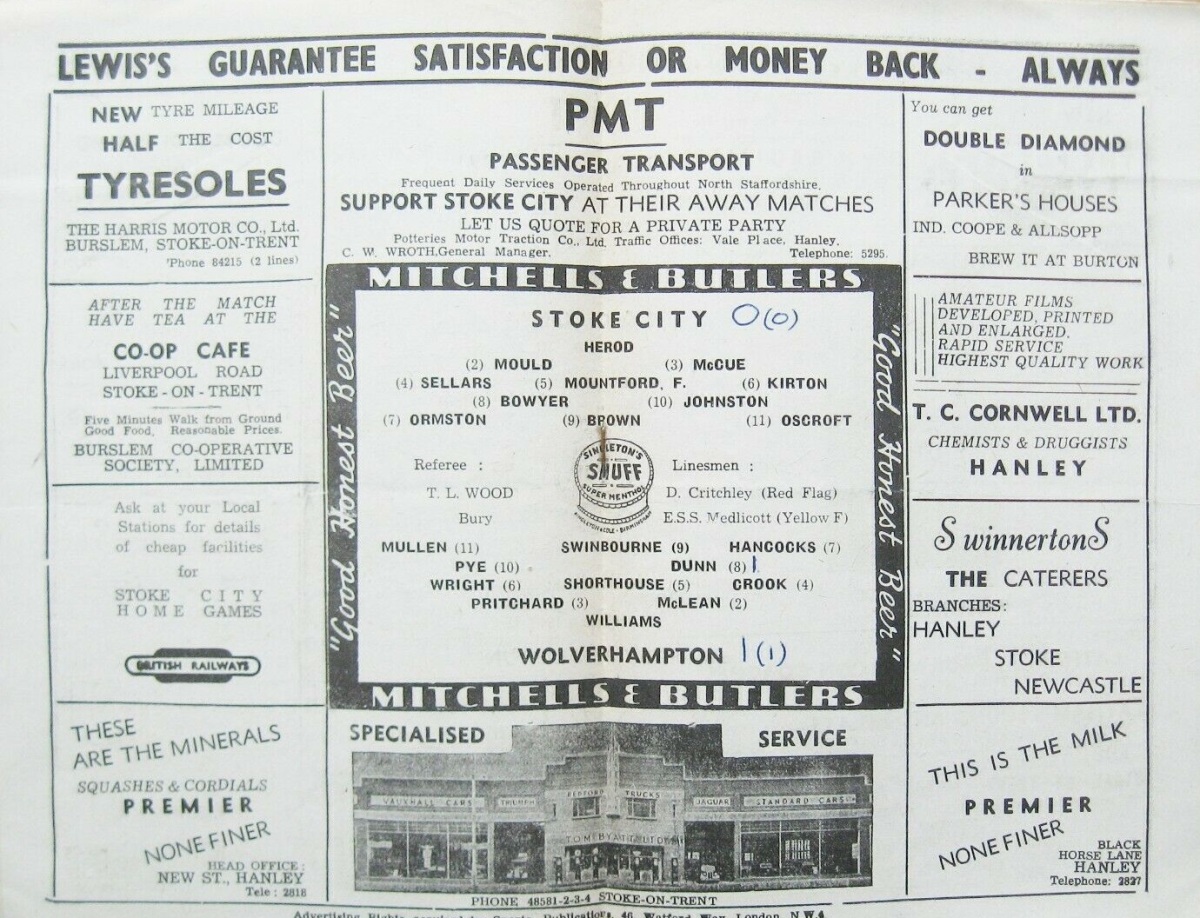 LEWIS'S GUARANTEE SATISFACTION OR MONEY BACK - ALWAYS
NEW TYRE MILEAGE
HALF THE COST
TYRESOLES
THE HARRIS MOTOR CO., Ltd.
BURSLEM, STOKE-ON-TRENT
'Phone 84215 (2 lines)
AFTER THE MATCH
HAVE TEA AT THE
CO-OP CAFE
LIVERPOOL ROAD
STOKE - ON - TRENT
Five Minutes Walk from Ground
Good Food, Reasonable Prices.
BURSLEM CO-OPERATIVE
SOCIETY, LIMITED
Ask at your Local
Stations for details
of cheap facilities
for
STOKE CITY
HOME GAMES
BRITISH RAILWAYS
THESE
ARE THE MINERALS
SQUASHES & CORDIALS
PREMIER
NONE FINER
HEAD OFFICE:
NEW ST., HANLEY
Tele: 2818
PMT
PASSENGER TRANSPORT
Frequent Daily Services Operated Throughout North Staffordshire.
SUPPORT STOKE CITY AT THEIR AWAY MATCHES
LET US QUOTE FOR A PRIVATE PARTY
Potteries Motor Traction Co., Ltd. Traffic Offices: Vale Place, Hanley.
C. W. WROTH, General Manager. Telephone: 5295.
MITCHELLS & BUTLERS
"Good Honest Beer"
STOKE CITY 0 (0)
HEROD
(2) MOULD (3) McCUE
(4) SELLARS (5) MOUNTFORD, F. (6) KIRTON
(8) BOWYER (10) JOHNSTON
(7) ORMSTON (9) BROWN (11) OSCROFT
SINGLETON'S
SNUFF
SUPER MENTHOL
Referee : Linesmen :
T. L. WOOD D. Critchley (Red Flag)
Bury E.S.S. Medlicott (Yellow F)
MULLEN (11) SWINBOURNE (9) HANCOCKS (7)
PYE (10) DUNN (8) 1
WRIGHT (6) SHORTHOUSE (5) CROOK (4)
PRITCHARD (3) McLEAN (2)
WILLIAMS
WOLVERHAMPTON 1 (1)
"Good Honest Beer"
MITCHELLS & BUTLERS
SPECIALISED SERVICE
VAUXHALL CARS TRIUMPH BEDFORD TRUCKS JAGUAR STANDARD CARS
PHONE 48581-2-3-4 STOKE-ON-TRENT
You can get
DOUBLE DIAMOND
in
PARKER'S HOUSES
IND. COOPE & ALLSOPP
BREW IT AT BURTON
AMATEUR FILMS
DEVELOPED, PRINTED
AND ENLARGED.
RAPID SERVICE
HIGHEST QUALITY WORK
T. C. CORNWELL LTD.
CHEMISTS & DRUGGISTS
HANLEY
SwinnertonS
THE CATERERS
BRANCHES:
HANLEY
STOKE
NEWCASTLE
THIS IS THE MILK
PREMIER
NONE FINER
BLACK
HORSE LANE
HANLEY
Telephone: 2827
Advertising Rights Publications, 46, Watford Way, London, N.W.4